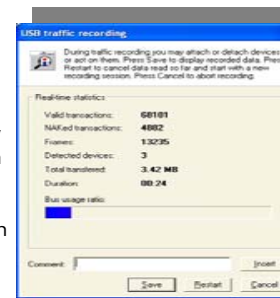 USB traffic recording
During traffic recording you may attach or detach devices
or act on them. Press Save to display recorded data. Press
Restart to cancel data read so far and start with a new
recording session. Press Cancel to abort recording.
Real-time statistics
Valid transactions: 68101
NAKed transactions: 4882
Frames: 13235
Detected devices: 3
Total transferred: 3.42 MB
Duration: 00:24
Bus usage ratio:
Comment:
Insert
Save Restart Cancel